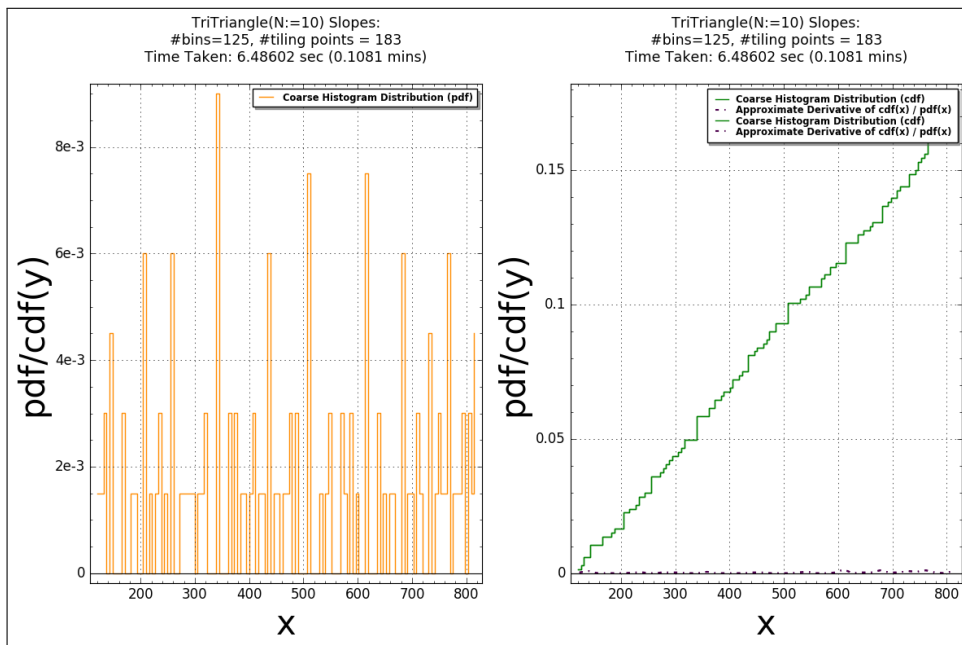 TriTriangle(N:=10) Slopes:
#bins=125, #tiling points = 183
Time Taken: 6.48602 sec (0.1081 mins)
Coarse Histogram Distribution (pdf)
8e-3
6e-3
4e-3
2e-3
0
pdf/cdf(y)
200 300 400 500 600 700 800
x
TriTriangle(N:=10) Slopes:
#bins=125, #tiling points = 183
Time Taken: 6.48602 sec (0.1081 mins)
Coarse Histogram Distribution (cdf)
Approximate Derivative of cdf(x) / pdf(x)
Coarse Histogram Distribution (cdf)
Approximate Derivative of cdf(x) / pdf(x)
0.15
0.1
0.05
0
pdf/cdf(y)
200 300 400 500 600 700 800
x